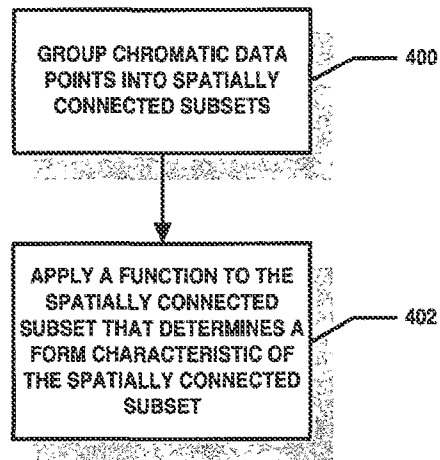 GROUP CHROMATIC DATA
POINTS INTO SPATIALLY
CONNECTED SUBSETS
400
APPLY A FUNCTION TO THE
SPATIALLY CONNECTED
SUBSET THAT DETERMINES A
FORM CHARACTERISTIC OF
THE SPATIALLY CONNECTED
SUBSET
402